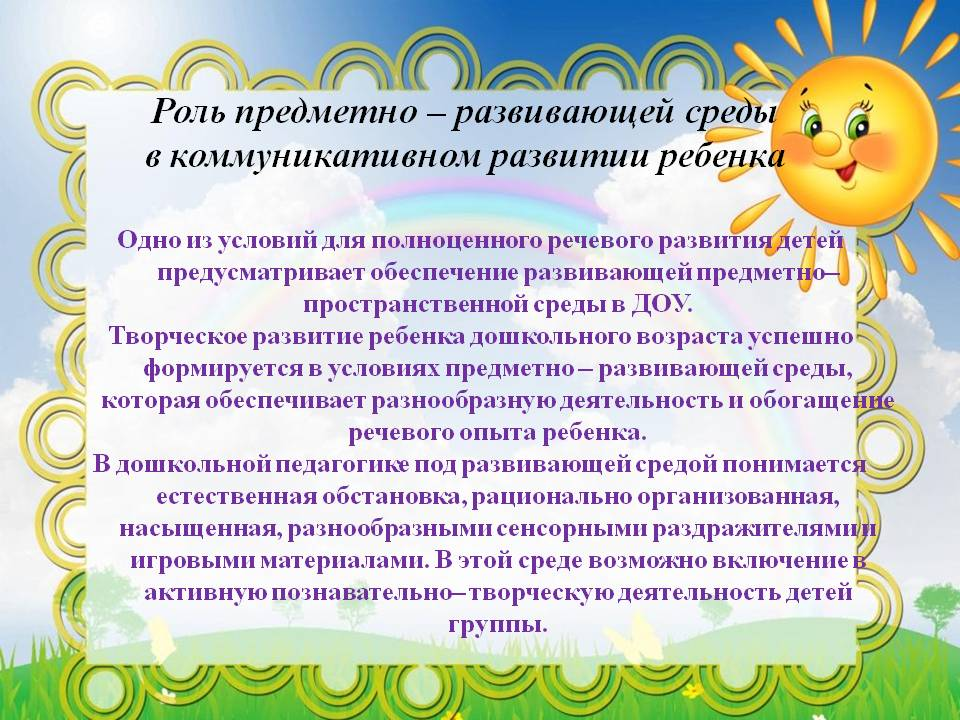 Роль предметно – развивающей среды
в коммуникативном развитии ребенка
Одно из условий для полноценного речевого развития детей
предусматривает обеспечение развивающей предметно–
пространственной среды в ДОУ.
Творческое развитие ребенка дошкольного возраста успешно
формируется в условиях предметно – развивающей среды,
которая обеспечивает разнообразную деятельность и обогащение
речевого опыта ребенка.
В дошкольной педагогике под развивающей средой понимается
естественная обстановка, рационально организованная,
насыщенная, разнообразными сенсорными раздражителями и
игровыми материалами. В этой среде возможно включение в
активную познавательно–творческую деятельность детей
группы.